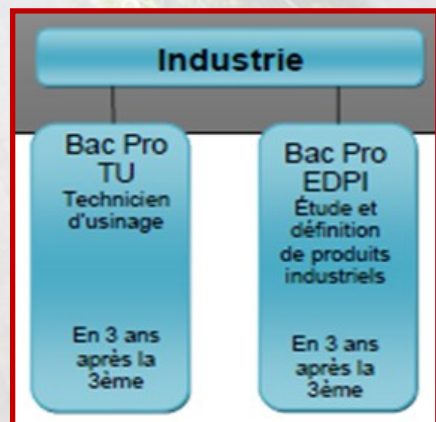 Industrie
Bac Pro
TU
Technicien
d'usinage
En 3 ans
après la
3ème
Bac Pro
EDPI
Étude et
définition
de produits
industriels
En 3 ans
après la
3ème